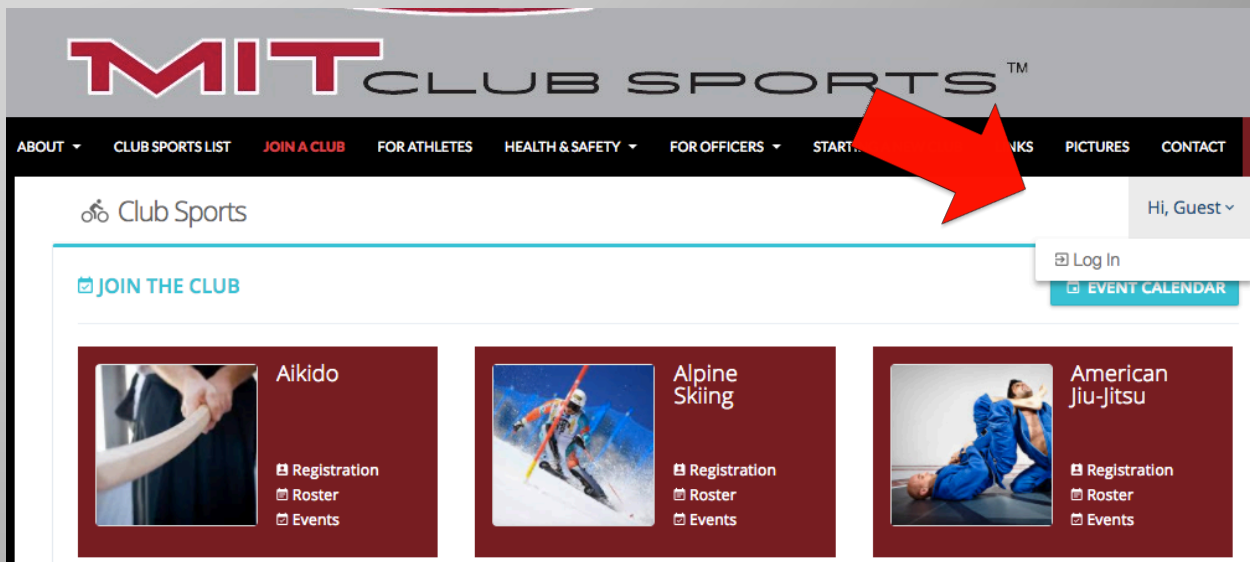 MIT CLUB SPORTS™
ABOUT CLUB SPORTS LIST JOIN A CLUB FOR ATHLETES HEALTH & SAFETY FOR OFFICERS PICTURES CONTACT
Club Sports
Hi, Guest
Log In
JOIN THE CLUB
EVENT CALENDAR
Aikido
Registration
Roster
Events
Alpine
Skiing
Registration
Roster
Events
American
Jiu-Jitsu
Registration
Roster
Events